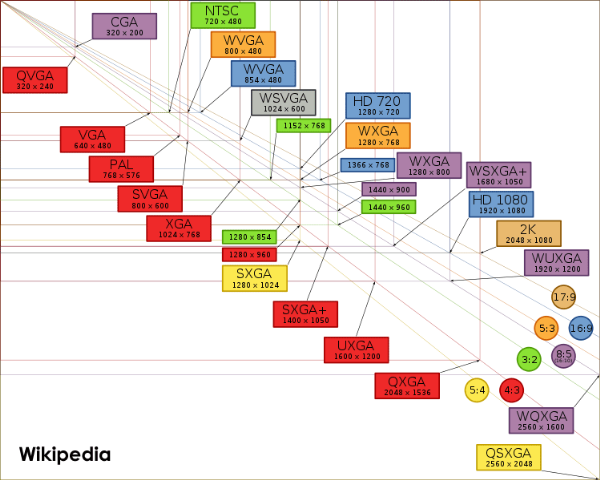 NTSC
720 x 480
CGA
320 x 200
WVGA
800 x 480
QVGA
320 x 240
WVGA
854 x 480
WSVGA
1024 x 600
HD 720
1280 x 720
1152 x 768
VGA
640 x 480
WXGA
1280 x 768
PAL
768 x 576
1366 x 768
WXGA
1280 x 800
WSXGA+
1680 x 1050
SVGA
800 x 600
1440 x 900
1440 x 960
HD 1080
1920 x 1080
XGA
1024 x 768
1280 x 854
2K
2048 x 1080
1280 x 960
WUXGA
1920 x 1200
SXGA
1280 x 1024
17:9
SXGA+
1400 x 1050
5:3
16:9
UXGA
1600 x 1200
3:2
8:5
(16:10)
QXGA
2048 x 1536
5:4
4:3
WQXGA
2560 x 1600
Wikipedia
QSXGA
2560 x 2048